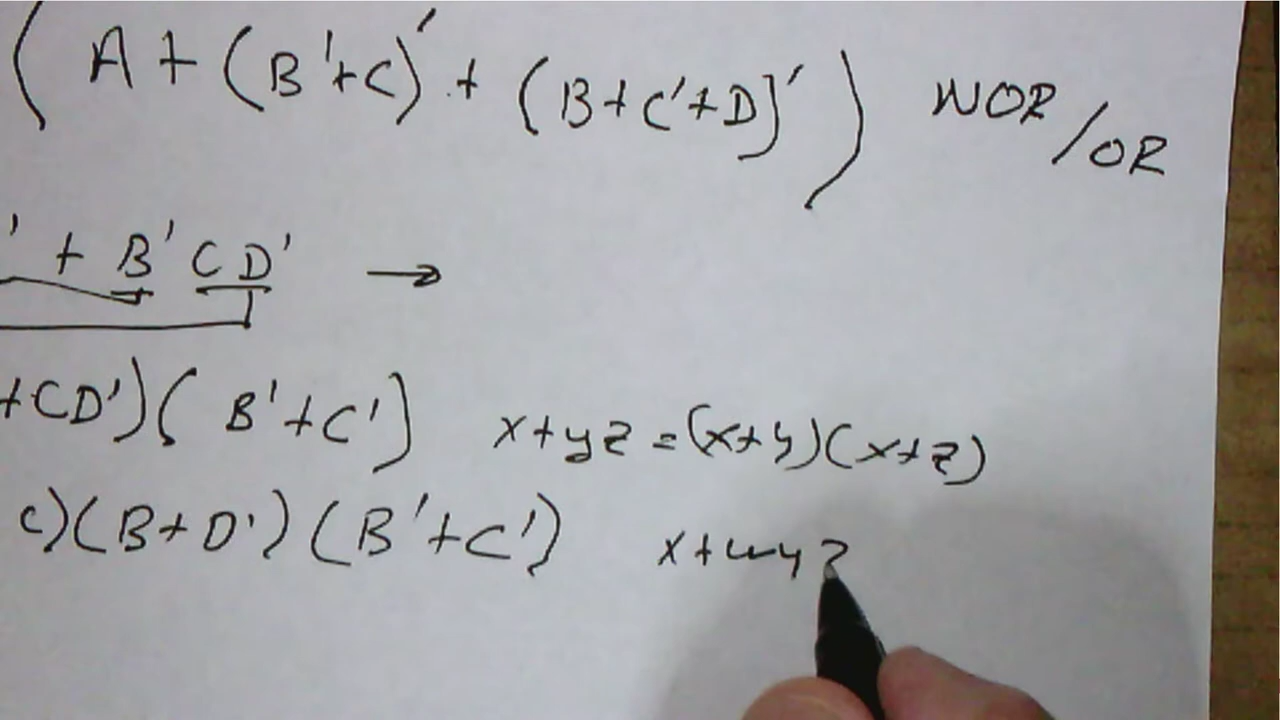 ( A + (B'+C)' + (B+C'+D)' ) NOR/OR
' + B'CD' →
+CD')( B'+C') x+yz=(x+y)(x+z)
C)(B+D')(B'+C') x+wyz